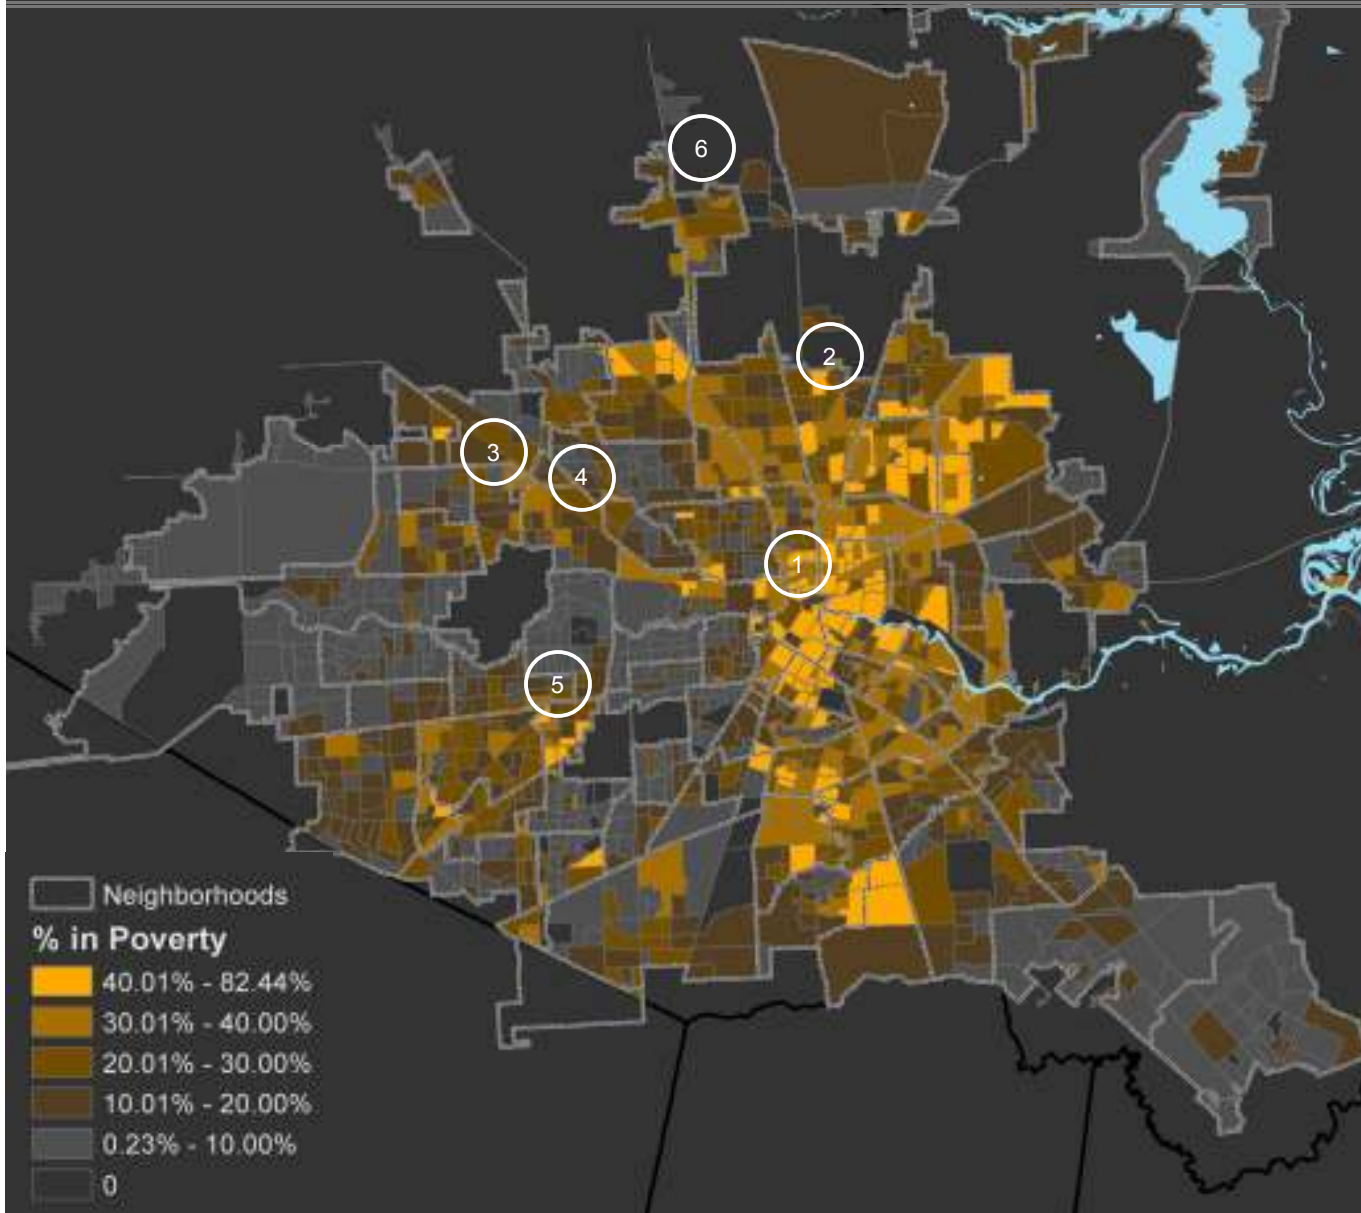 6
2
3
4
1
5
Neighborhoods
% in Poverty
40.01% - 82.44%
30.01% - 40.00%
20.01% - 30.00%
10.01% - 20.00%
0.23% - 10.00%
0